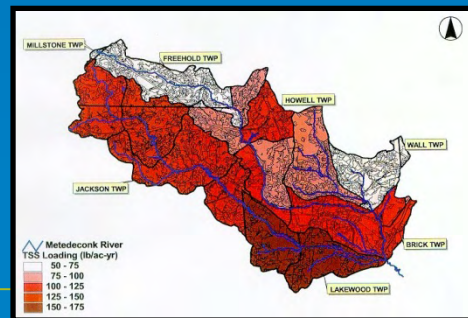 MILLSTONE TWP
FREEHOLD TWP
HOWELL TWP
WALL TWP
JACKSON TWP
BRICK TWP
LAKEWOOD TWP
Metedeconk River
TSS Loading (lb/ac-yr)
50 - 75
75 - 100
100 - 125
125 - 150
150 - 175